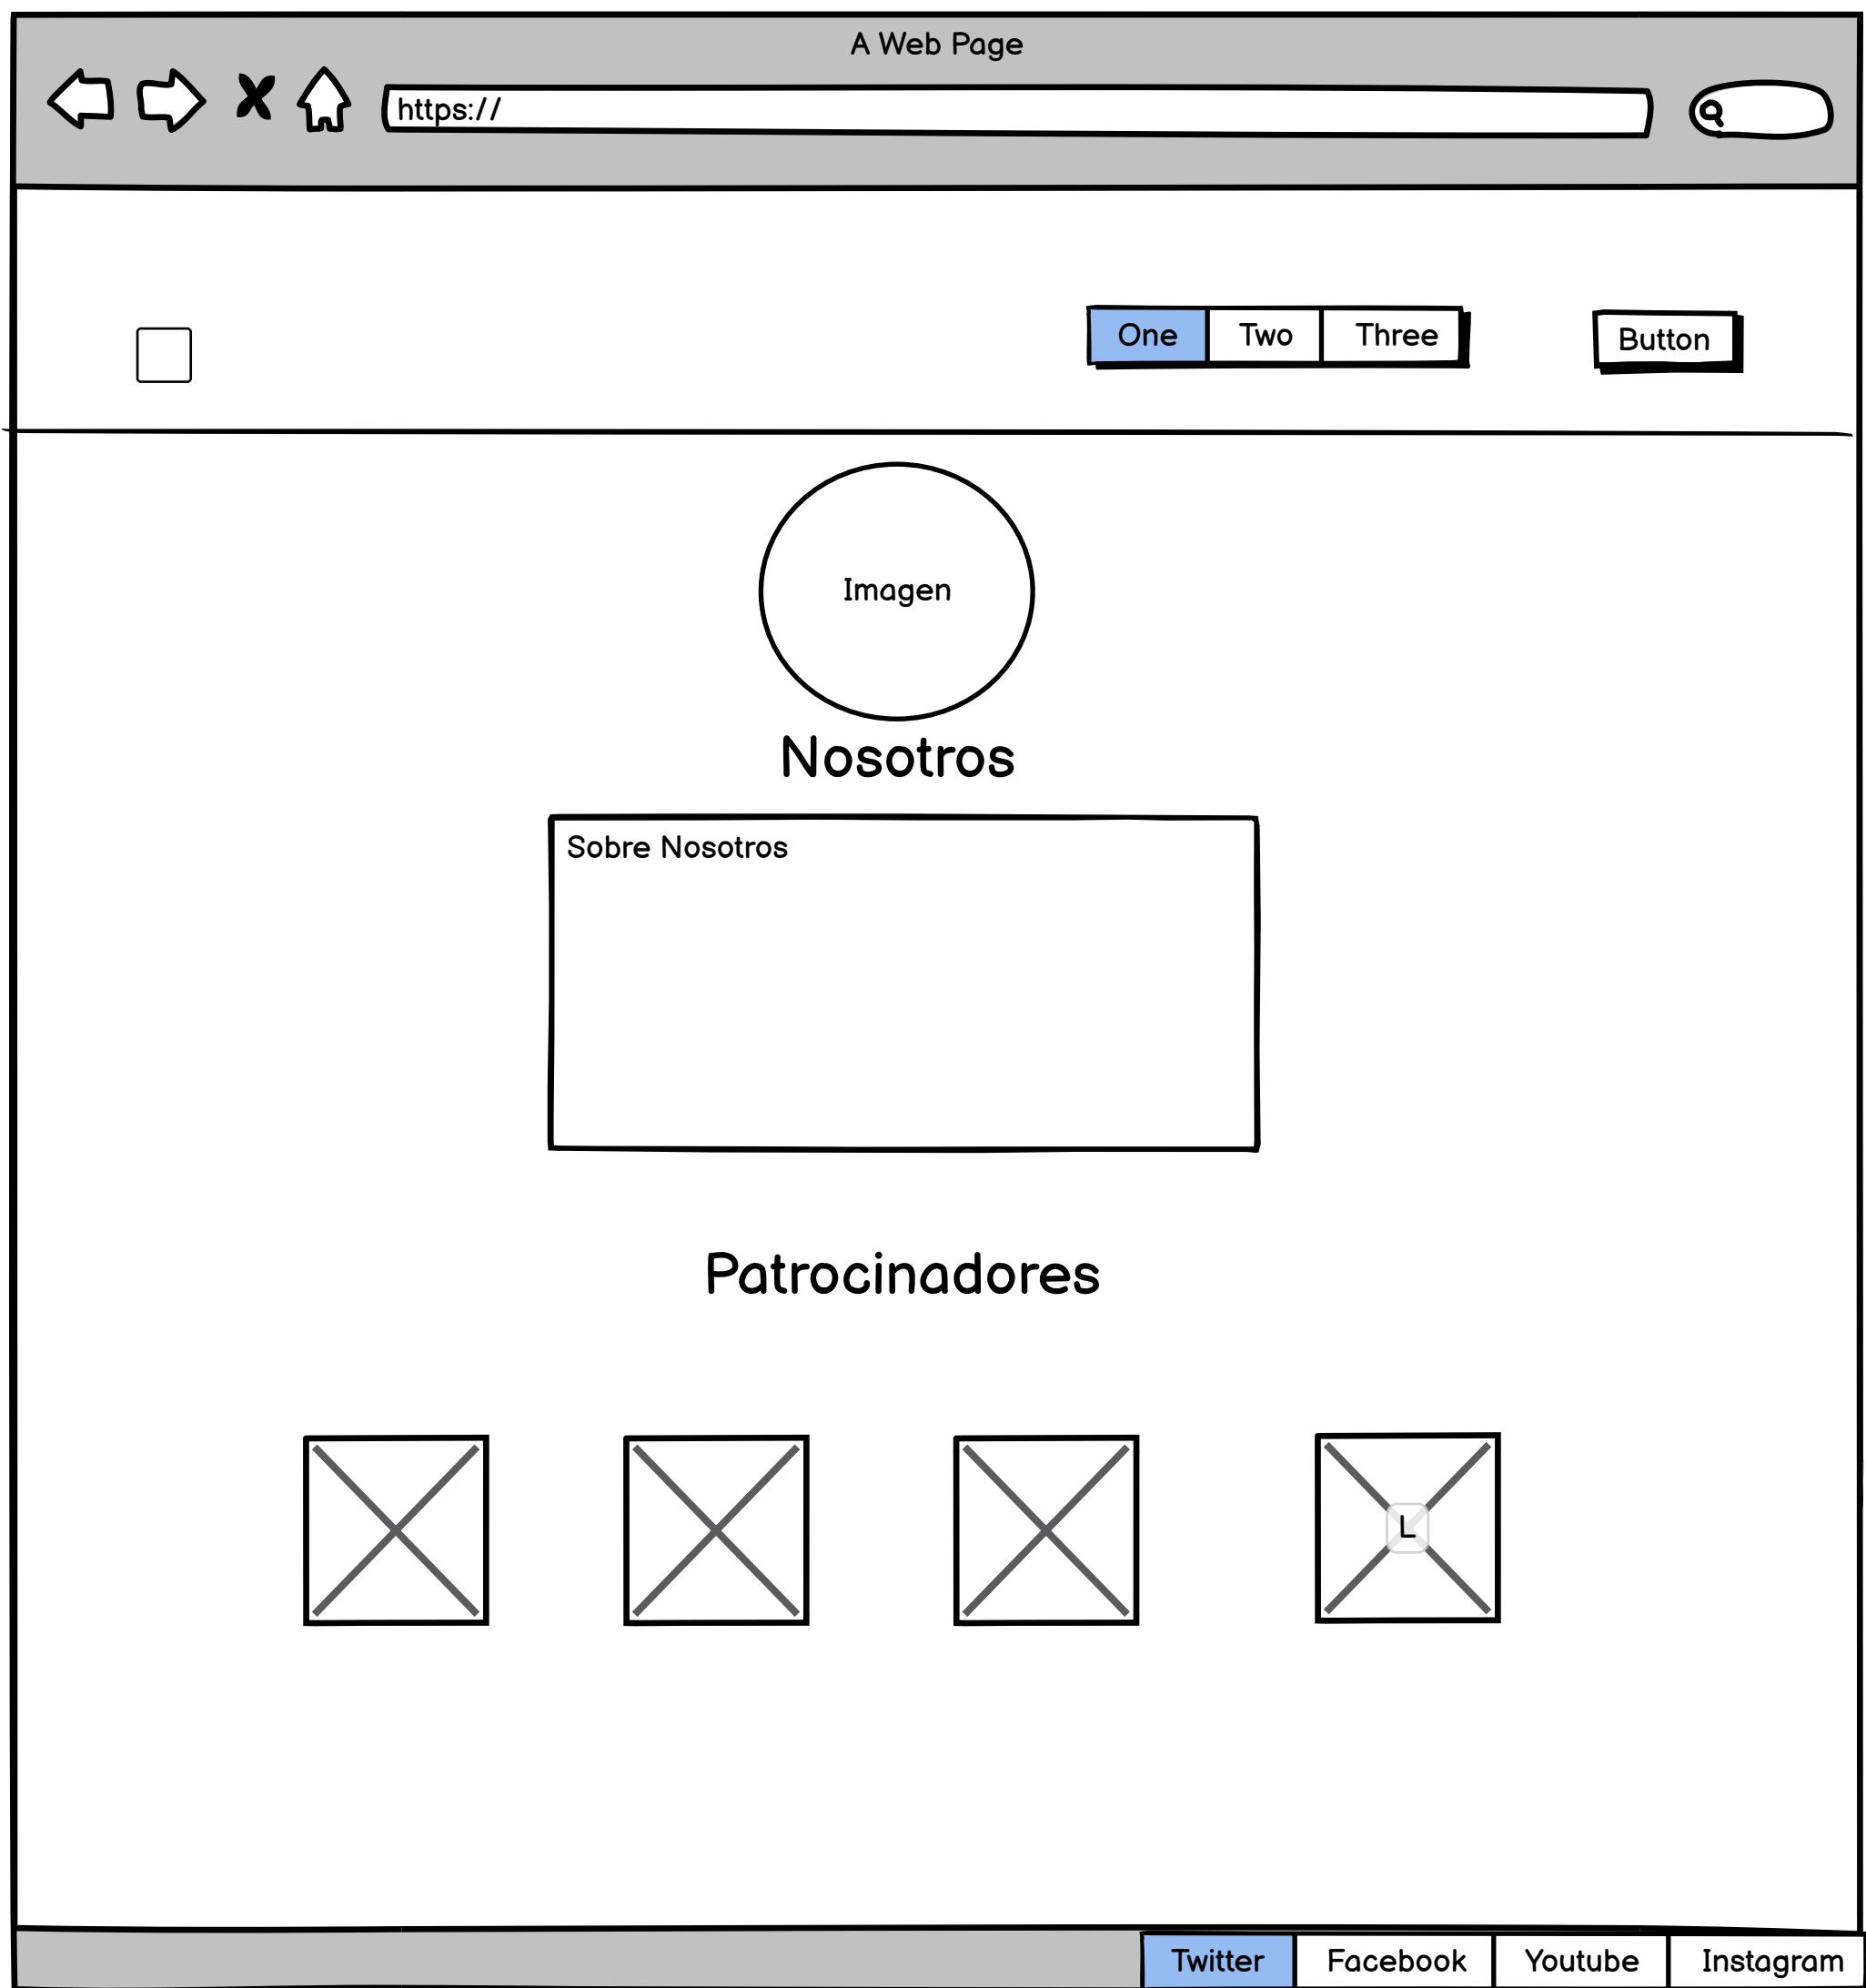 A Web Page
https://
One Two Three Button
Imagen
Nosotros
Sobre Nosotros
Patrocinadores
L
Twitter Facebook Youtube Instagram